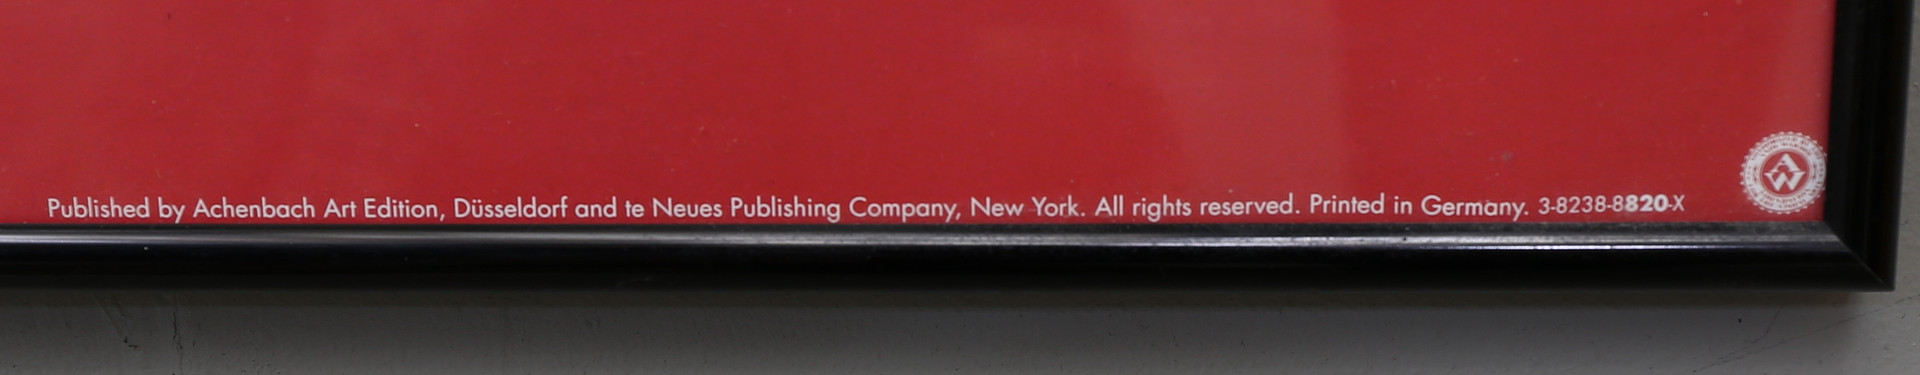 Published by Achenbach Art Edition, Düsseldorf and te Neues Publishing Company, New York. All rights reserved. Printed in Germany. 3-8238-8820-X
AW